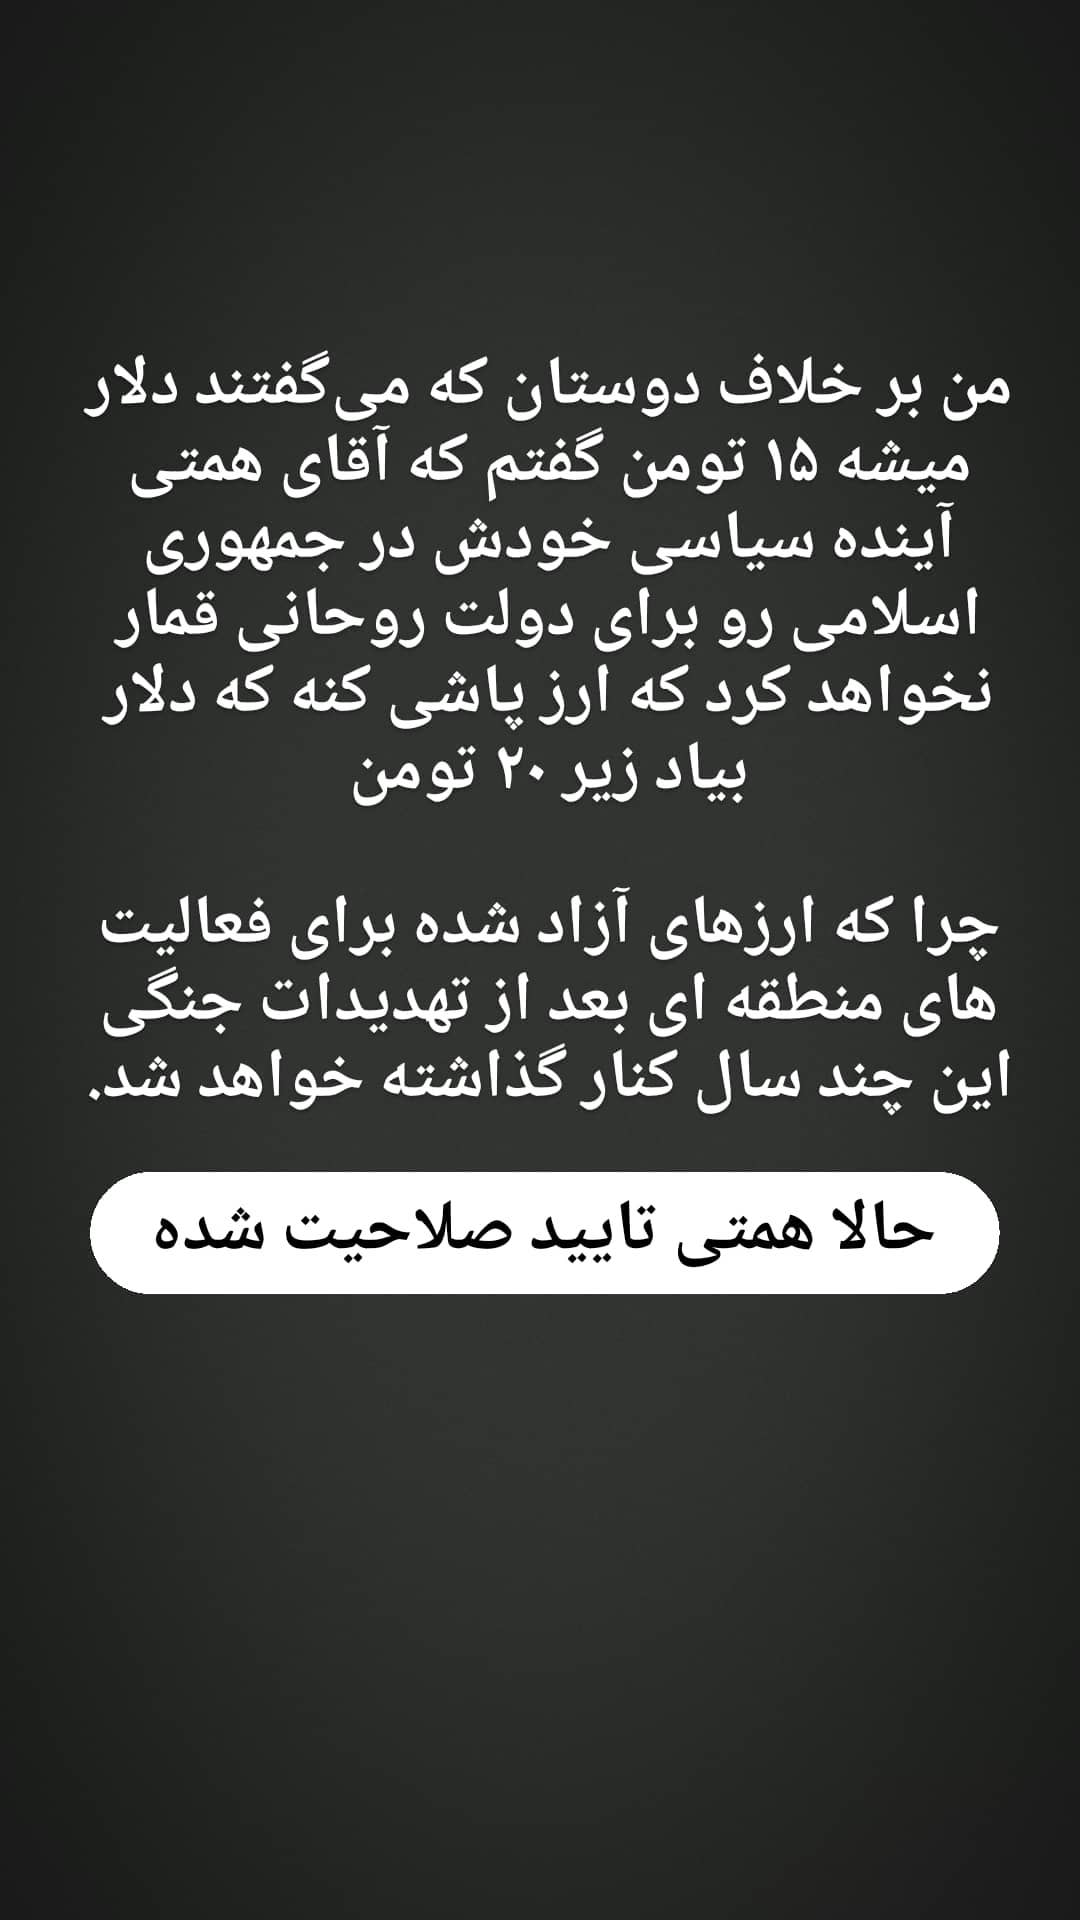 من بر خلاف دوستان که می‌گفتند دلار
میشه ۱۵ تومن گفتم که آقای همتی
آینده سیاسی خودش در جمهوری
اسلامی رو برای دولت روحانی قمار
نخواهد کرد که ارز پاشی کنه که دلار
بیاد زیر ۲۰ تومن
چرا که ارزهای آزاد شده برای فعالیت
های منطقه ای بعد از تهدیدات جنگی
این چند سال کنار گذاشته خواهد شد.
حالا همتی تایید صلاحیت شده